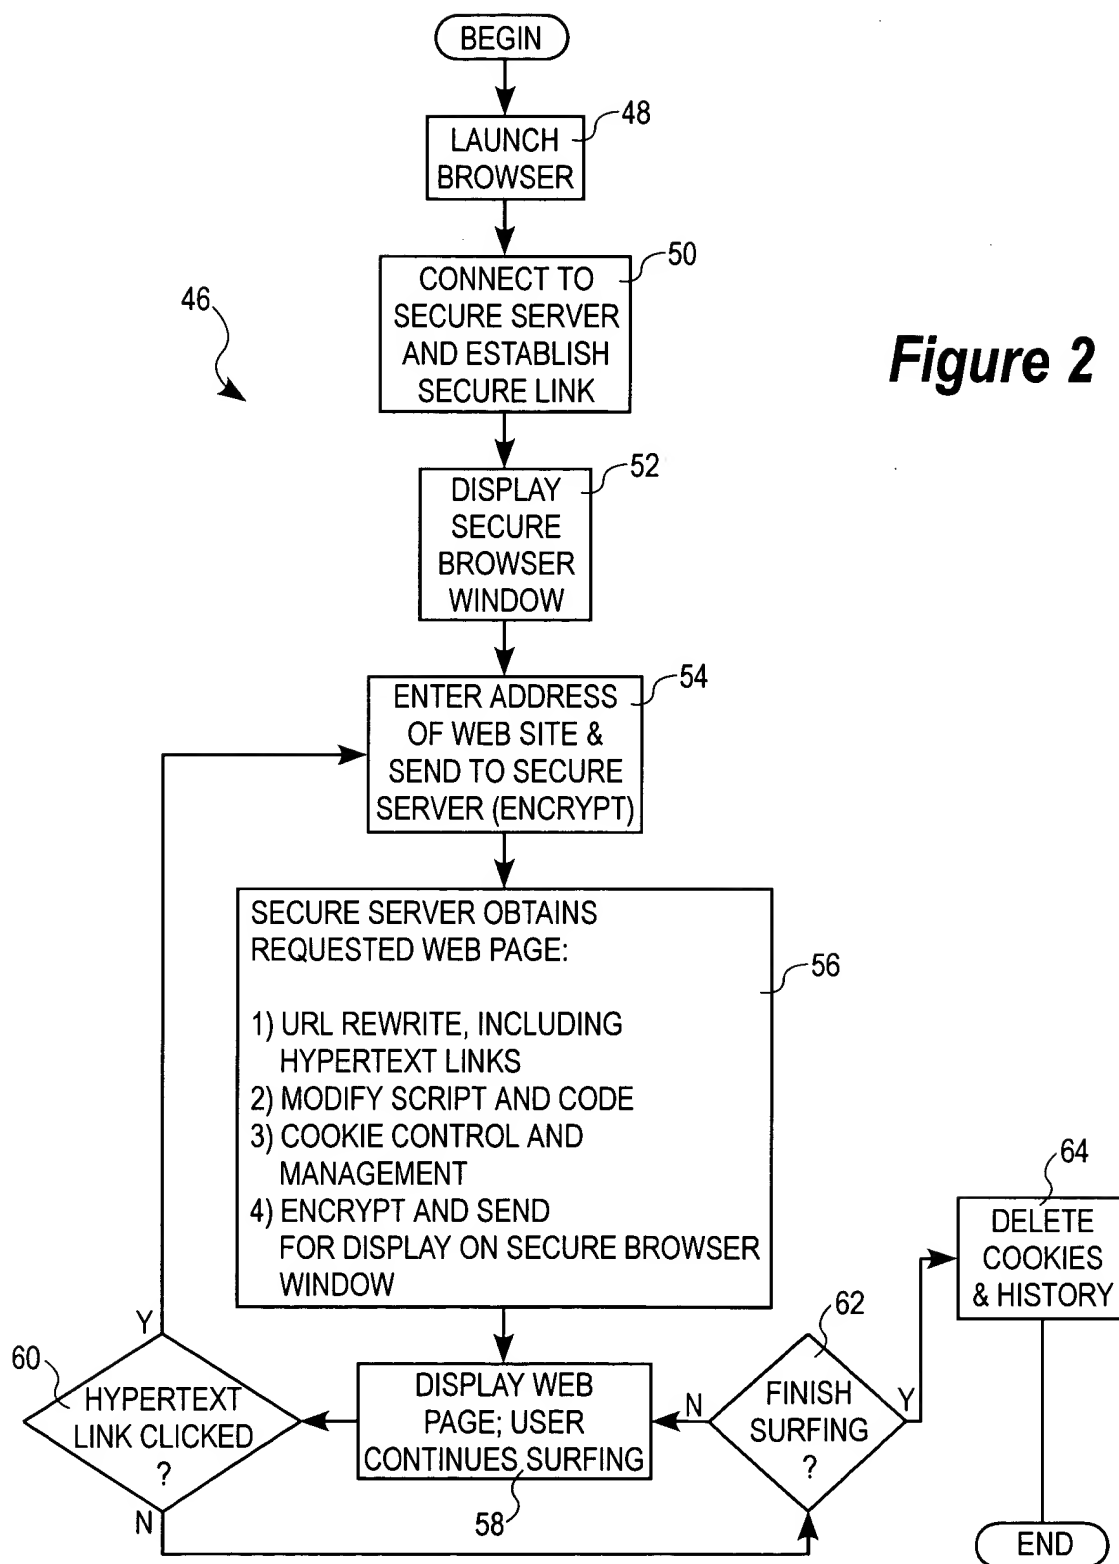 BEGIN
48
LAUNCH
BROWSER
50
CONNECT TO
SECURE SERVER
AND ESTABLISH
SECURE LINK
46
Figure 2
52
DISPLAY
SECURE
BROWSER
WINDOW
54
ENTER ADDRESS
OF WEB SITE &
SEND TO SECURE
SERVER (ENCRYPT)
56
SECURE SERVER OBTAINS
REQUESTED WEB PAGE:
1) URL REWRITE, INCLUDING
HYPERTEXT LINKS
2) MODIFY SCRIPT AND CODE
3) COOKIE CONTROL AND
MANAGEMENT
4) ENCRYPT AND SEND
FOR DISPLAY ON SECURE BROWSER
WINDOW
64
DELETE
COOKIES
& HISTORY
60
Y
HYPERTEXT
LINK CLICKED
?
N
DISPLAY WEB
PAGE; USER
CONTINUES SURFING
58
62
N
FINISH
SURFING
?
Y
END